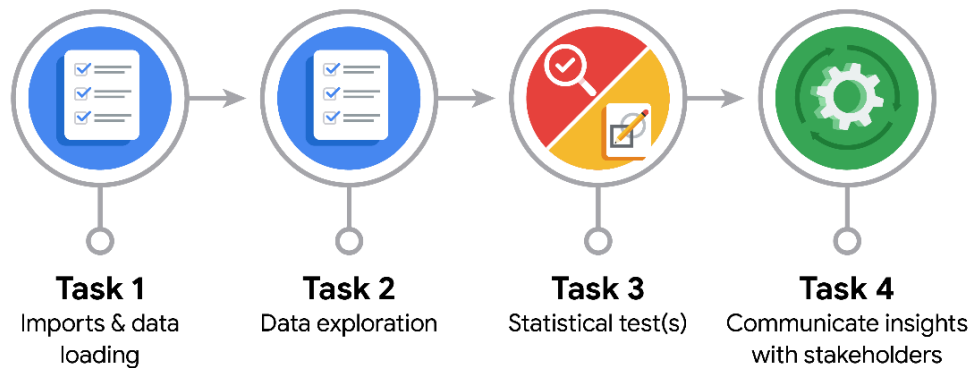 Task 1
Imports & data
loading
Task 2
Data exploration
Task 3
Statistical test(s)
Task 4
Communicate insights
with stakeholders